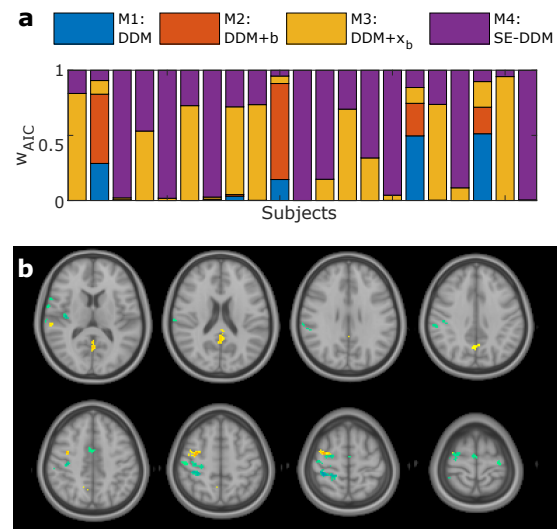 a
M1: DDM
M2: DDM+b
M3: DDM+x_b
M4: SE-DDM
1
0.5
0
w_AIC
Subjects
b